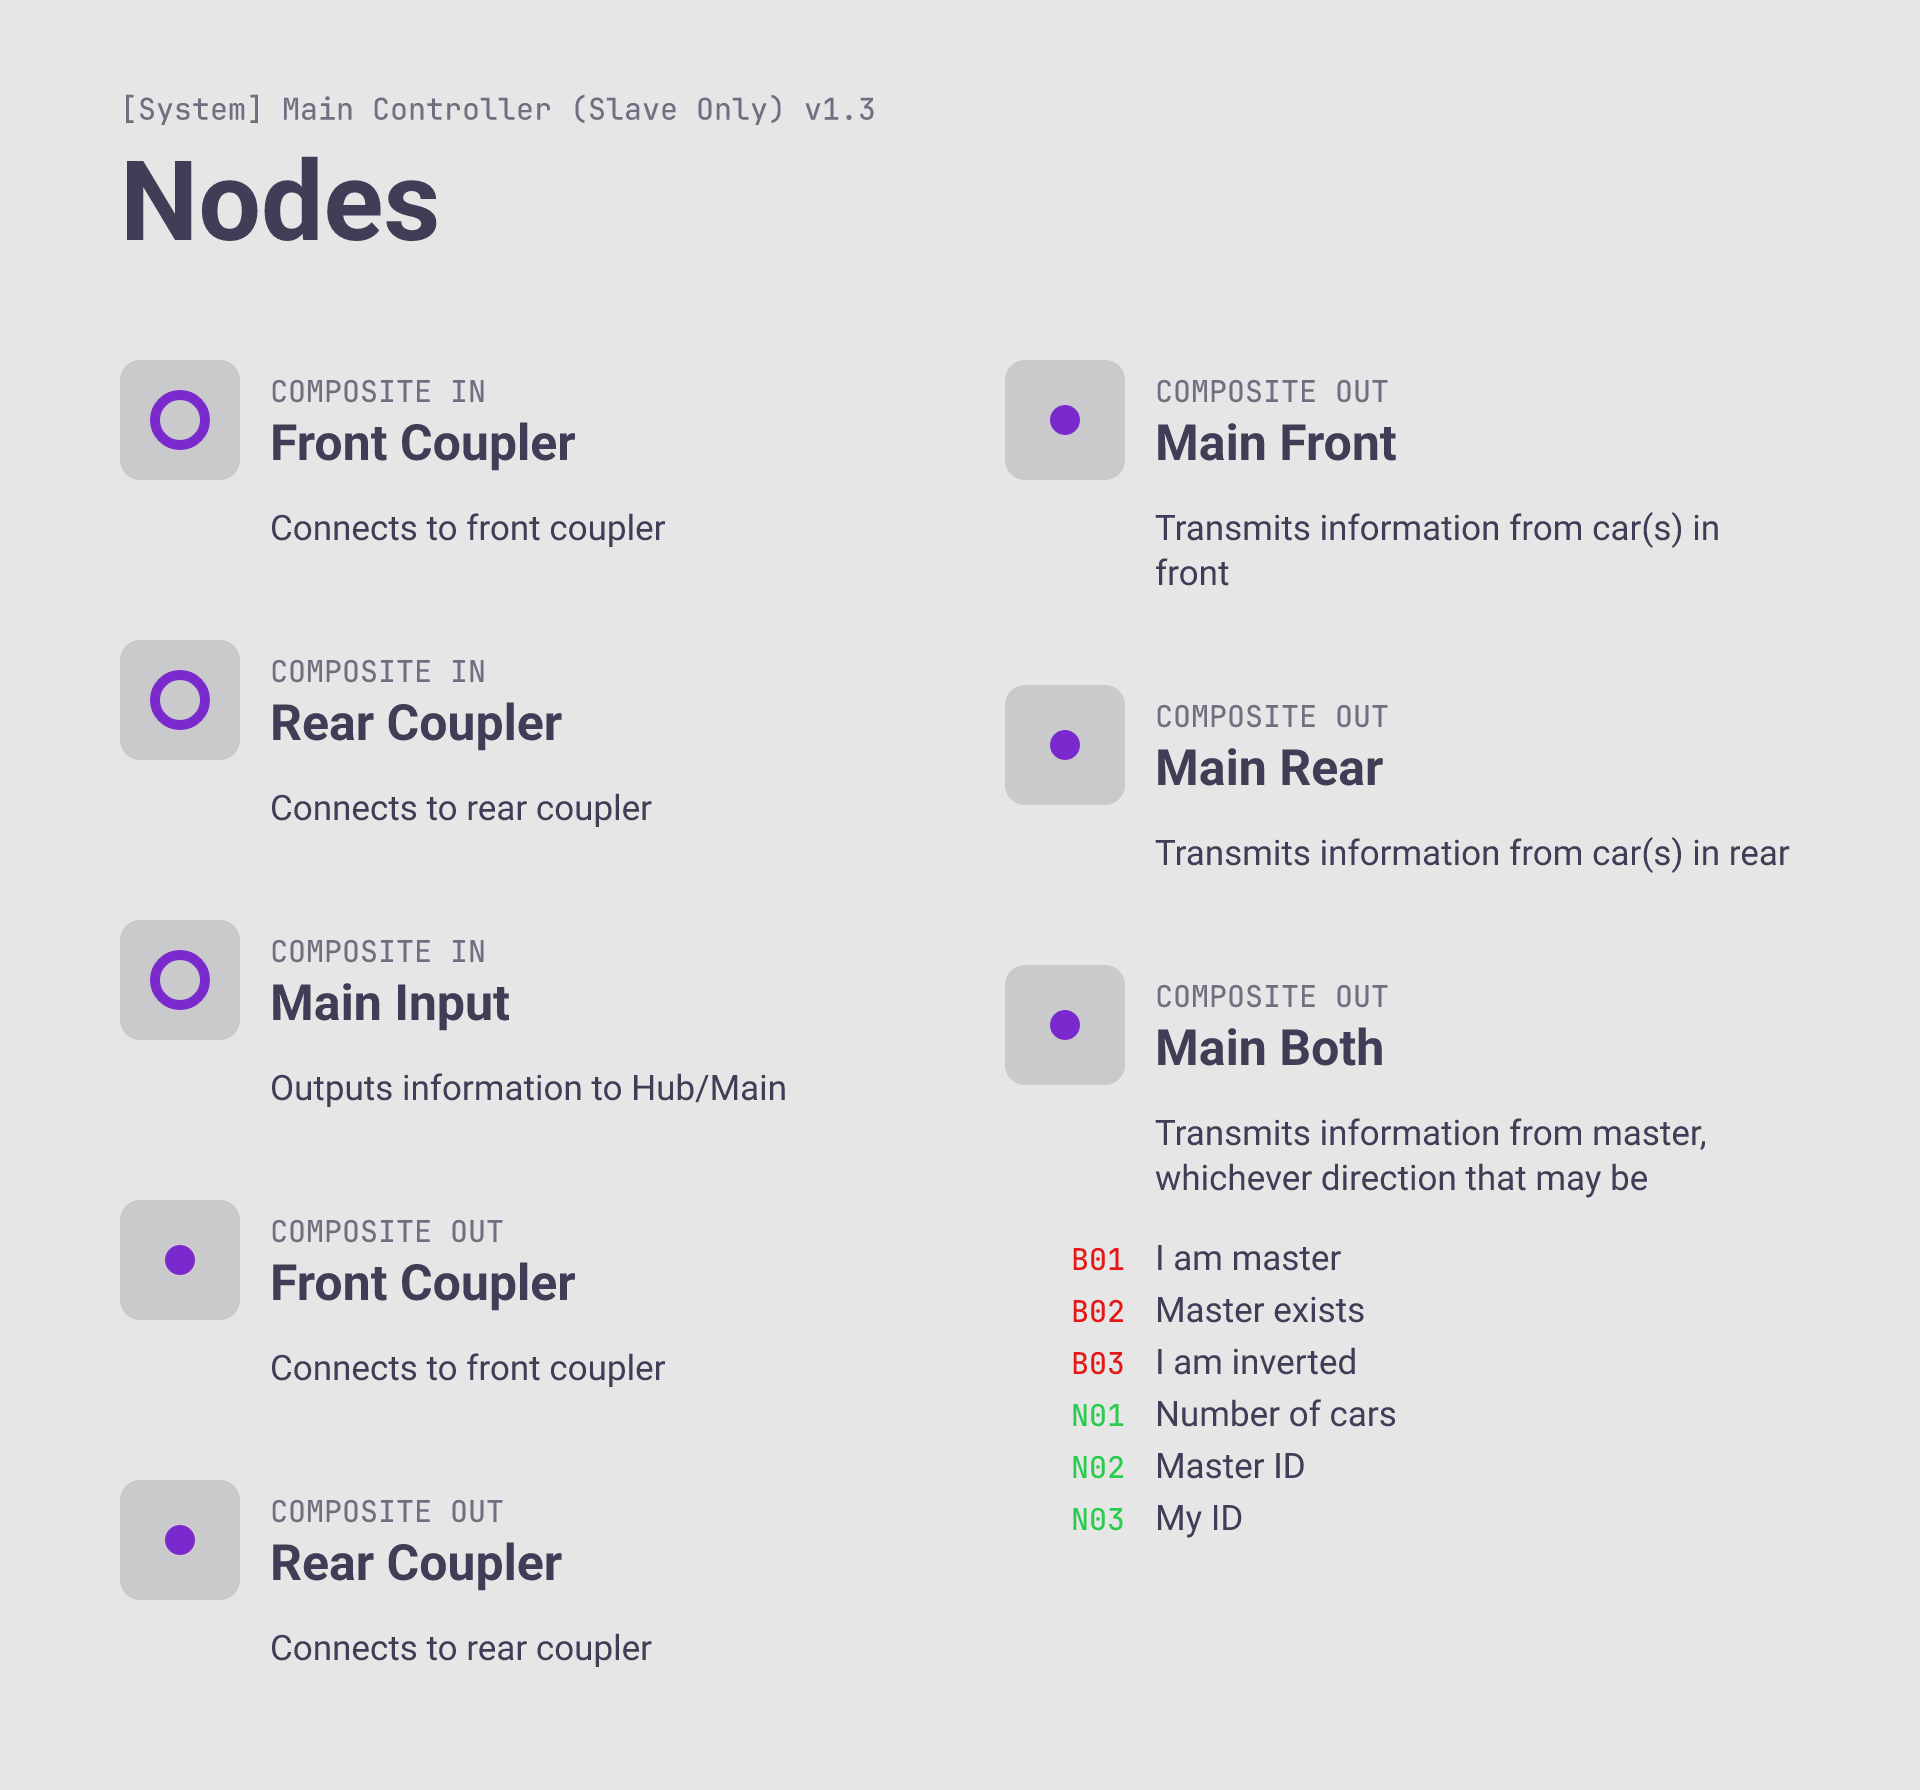 [System] Main Controller (Slave Only) v1.3
Nodes
COMPOSITE IN
Front Coupler
Connects to front coupler
COMPOSITE IN
Rear Coupler
Connects to rear coupler
COMPOSITE IN
Main Input
Outputs information to Hub/Main
COMPOSITE OUT
Front Coupler
Connects to front coupler
COMPOSITE OUT
Rear Coupler
Connects to rear coupler
COMPOSITE OUT
Main Front
Transmits information from car(s) in
front
COMPOSITE OUT
Main Rear
Transmits information from car(s) in rear
COMPOSITE OUT
Main Both
Transmits information from master,
whichever direction that may be
B01 I am master
B02 Master exists
B03 I am inverted
N01 Number of cars
N02 Master ID
N03 My ID